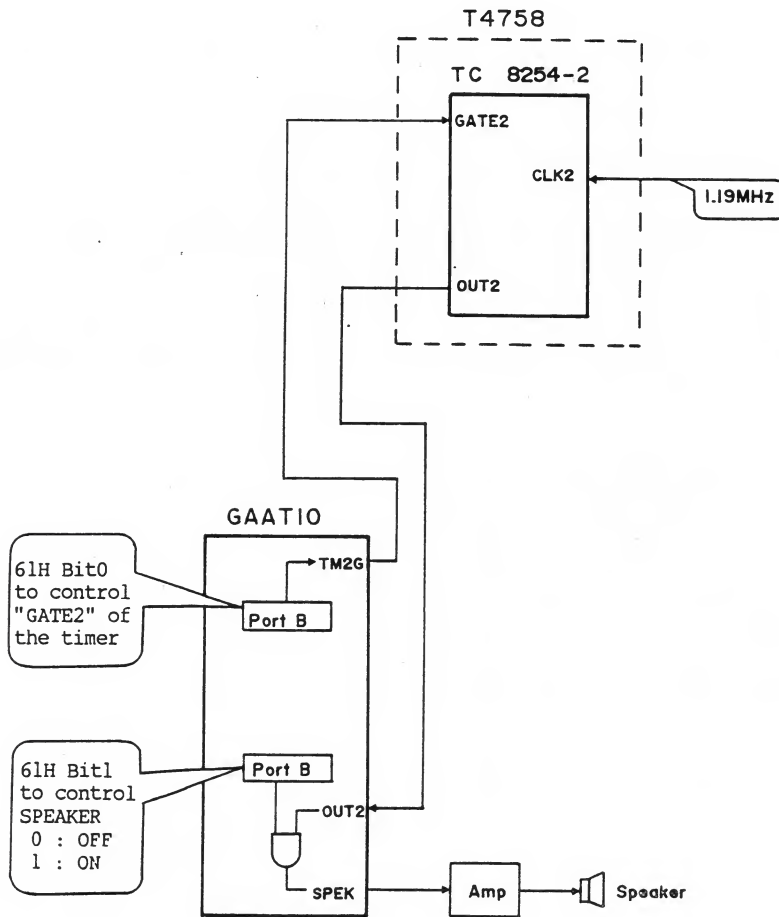 T4758
TC 8254-2
GATE2
CLK2
1.19MHz
OUT2
GAAT10
61H Bit0
to control
"GATE2" of
the timer
TM2G
Port B
61H Bit1
to control
SPEAKER
0 : OFF
1 : ON
Port B
OUT2
SPEK
Amp
Speaker